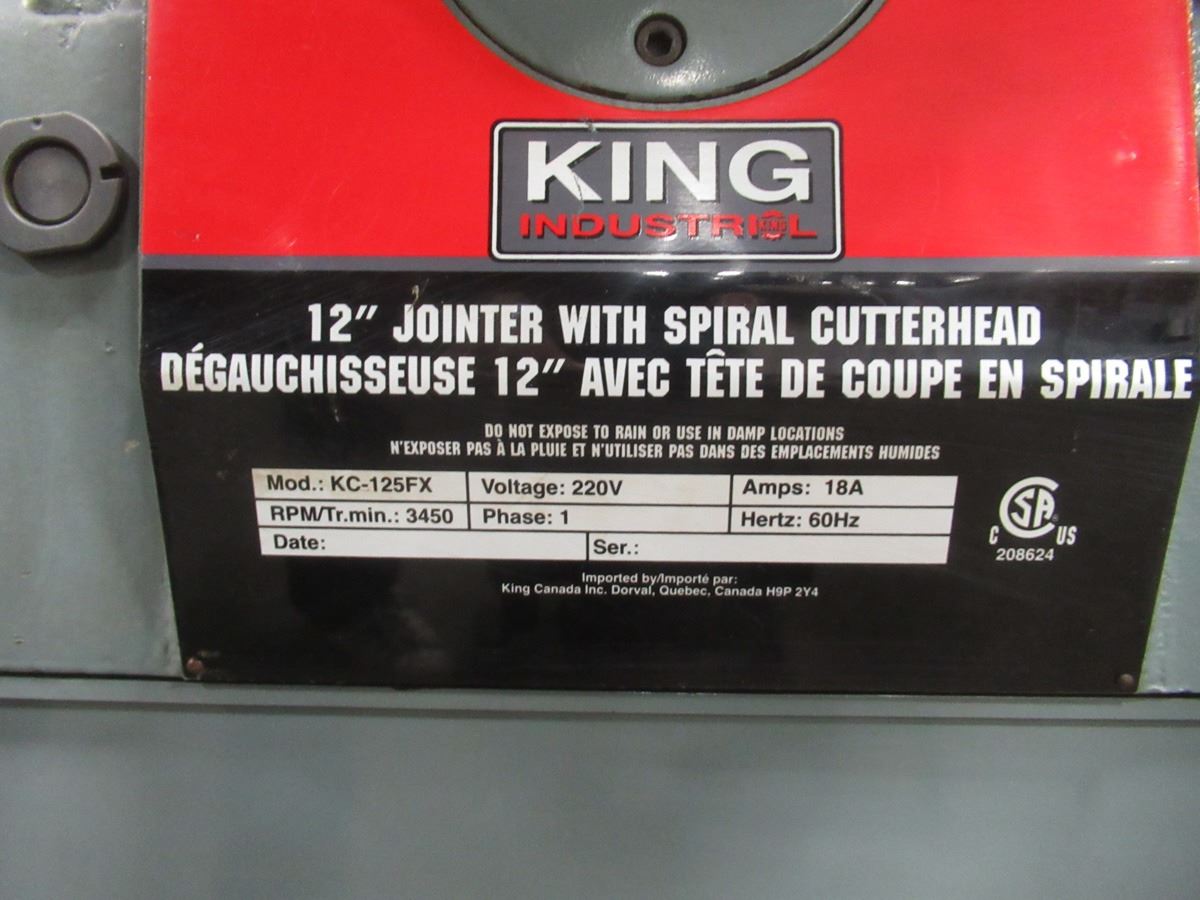 KING
INDUSTRIAL
12" JOINTER WITH SPIRAL CUTTERHEAD
DÉGAUCHISSEUSE 12" AVEC TÊTE DE COUPE EN SPIRALE
DO NOT EXPOSE TO RAIN OR USE IN DAMP LOCATIONS
N'EXPOSER PAS À LA PLUIE ET N'UTILISER PAS DANS DES EMPLACEMENTS HUMIDES
Mod.: KC-125FX Voltage: 220V Amps: 18A
RPM/Tr.min.: 3450 Phase: 1 Hertz: 60Hz
Date: Ser.:
C SA US
208624
Imported by/Importé par:
King Canada Inc. Dorval, Quebec, Canada H9P 2Y4